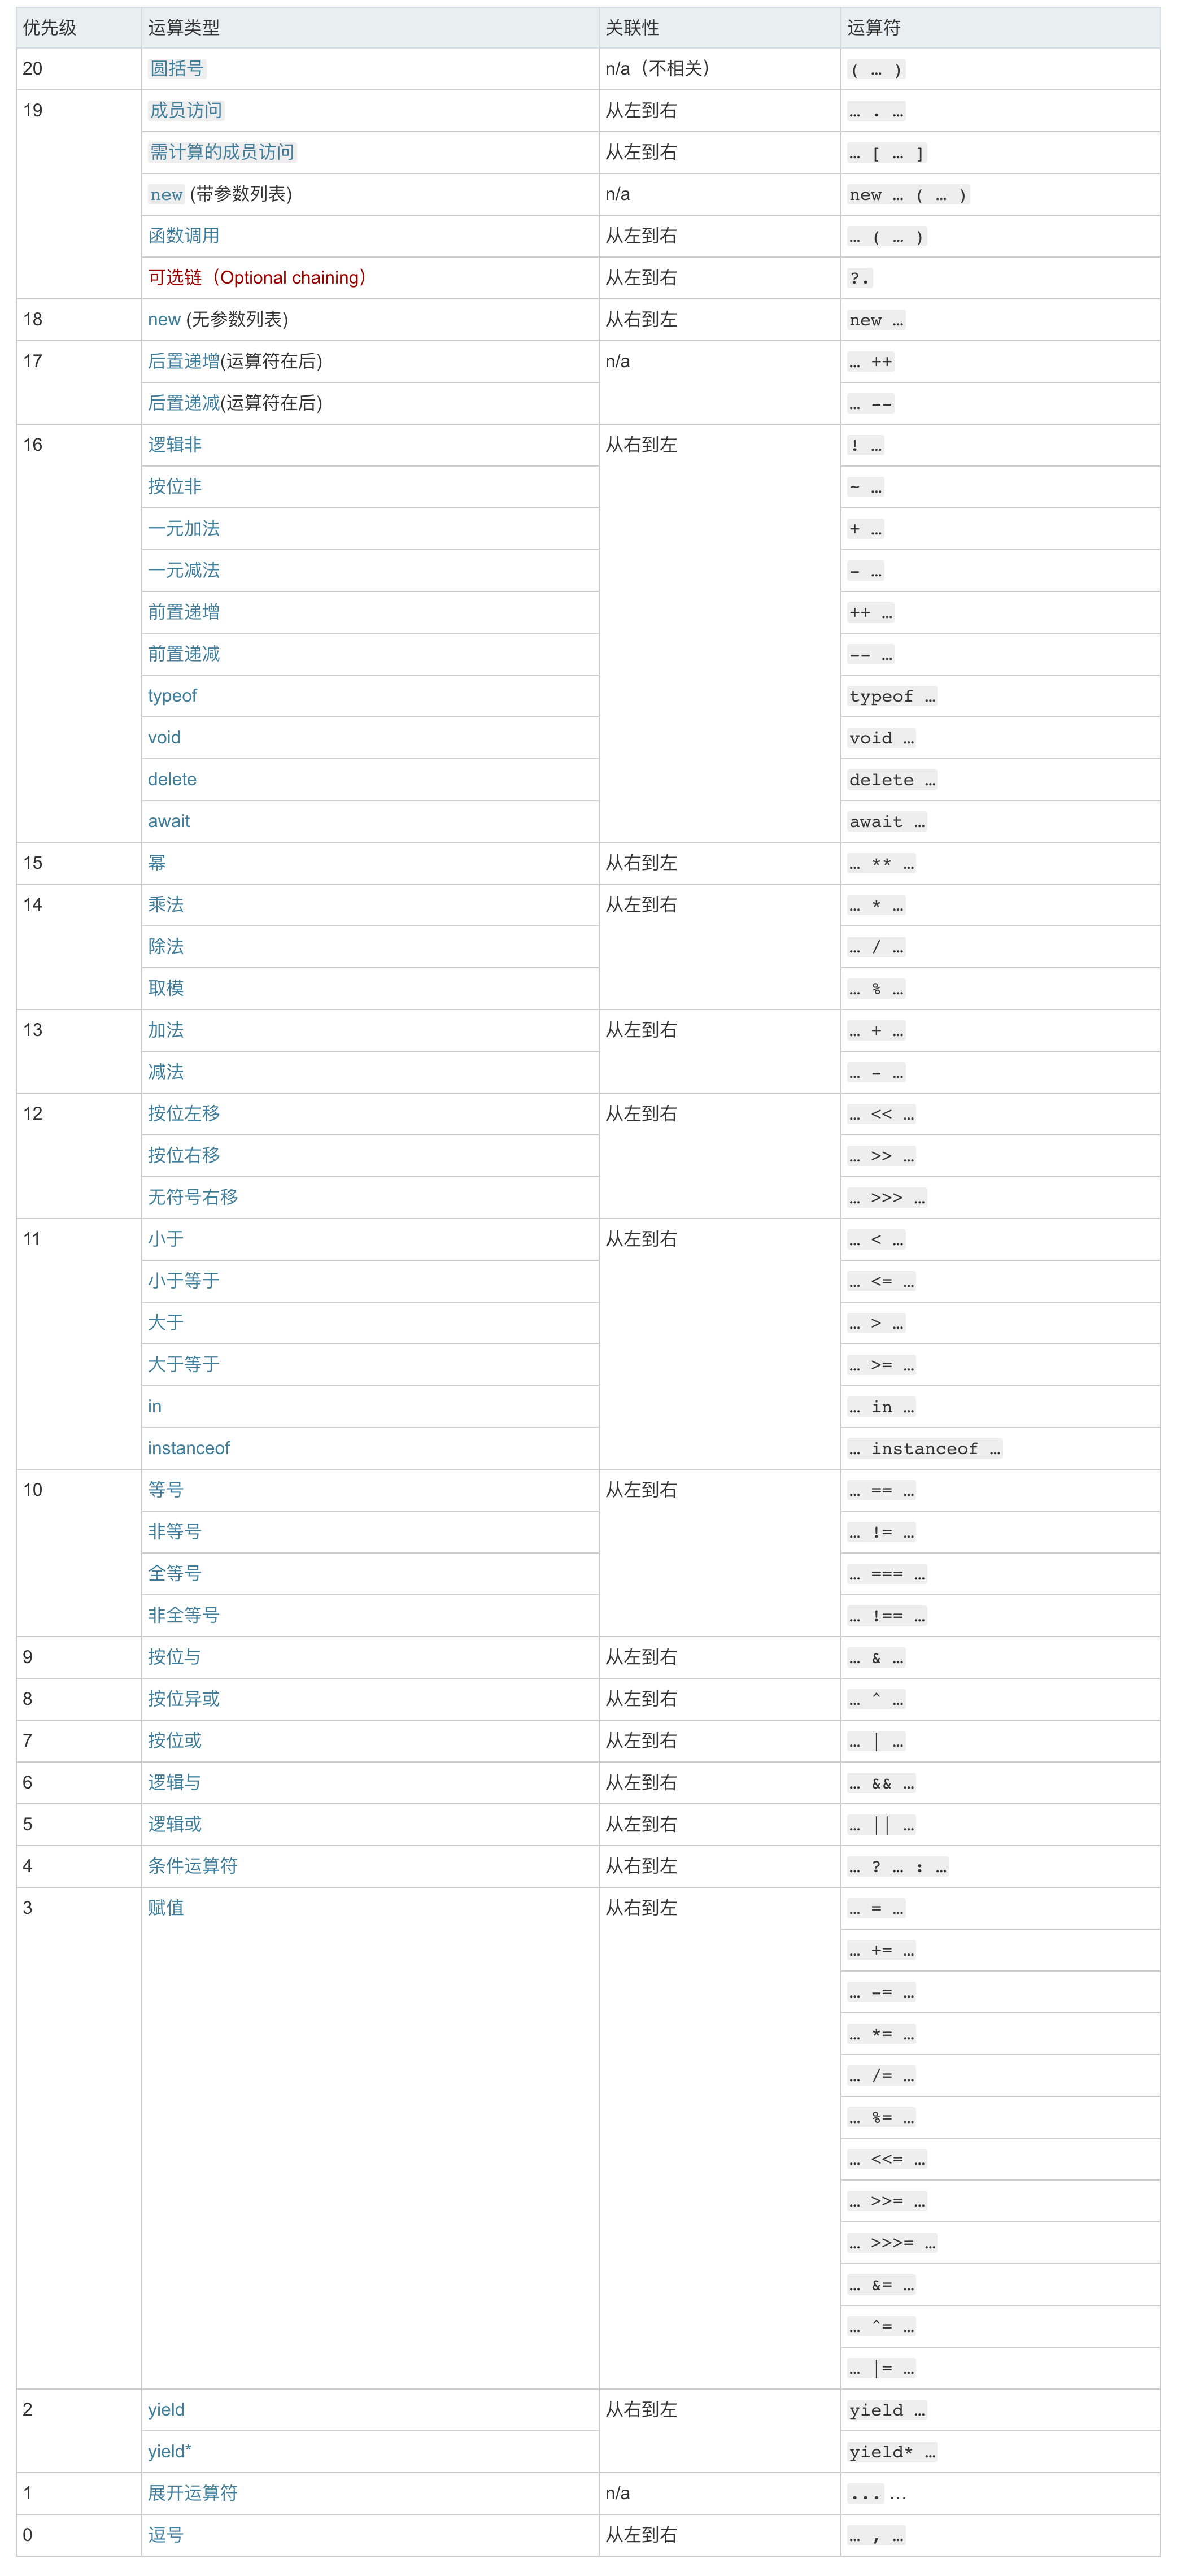 优先级 运算类型 关联性 运算符
20 圆括号 n/a（不相关） ( … )
19 成员访问 从左到右 … . …
需计算的成员访问 从左到右 … [ … ]
new (带参数列表) n/a new … ( … )
函数调用 从左到右 … ( … )
可选链（Optional chaining） 从左到右 ?.
18 new (无参数列表) 从右到左 new …
17 后置递增(运算符在后) n/a … ++
后置递减(运算符在后) … --
16 逻辑非 从右到左 ! …
按位非 ~ …
一元加法 + …
一元减法 - …
前置递增 ++ …
前置递减 -- …
typeof typeof …
void void …
delete delete …
await await …
15 幂 从右到左 … ** …
14 乘法 从左到右 … * …
除法 … / …
取模 … % …
13 加法 从左到右 … + …
减法 … - …
12 按位左移 从左到右 … << …
按位右移 … >> …
无符号右移 … >>> …
11 小于 从左到右 … < …
小于等于 … <= …
大于 … > …
大于等于 … >= …
in … in …
instanceof … instanceof …
10 等号 从左到右 … == …
非等号 … != …
全等号 … === …
非全等号 … !== …
9 按位与 从左到右 … & …
8 按位异或 从左到右 … ^ …
7 按位或 从左到右 … | …
6 逻辑与 从左到右 … && …
5 逻辑或 从左到右 … || …
4 条件运算符 从右到左 … ? … : …
3 赋值 从右到左 … = …
… += …
… -= …
… *= …
… /= …
… %= …
… <<= …
… >>= …
… >>>= …
… &= …
… ^= …
… |= …
2 yield 从右到左 yield …
yield* yield* …
1 展开运算符 n/a ... …
0 逗号 从左到右 … , …